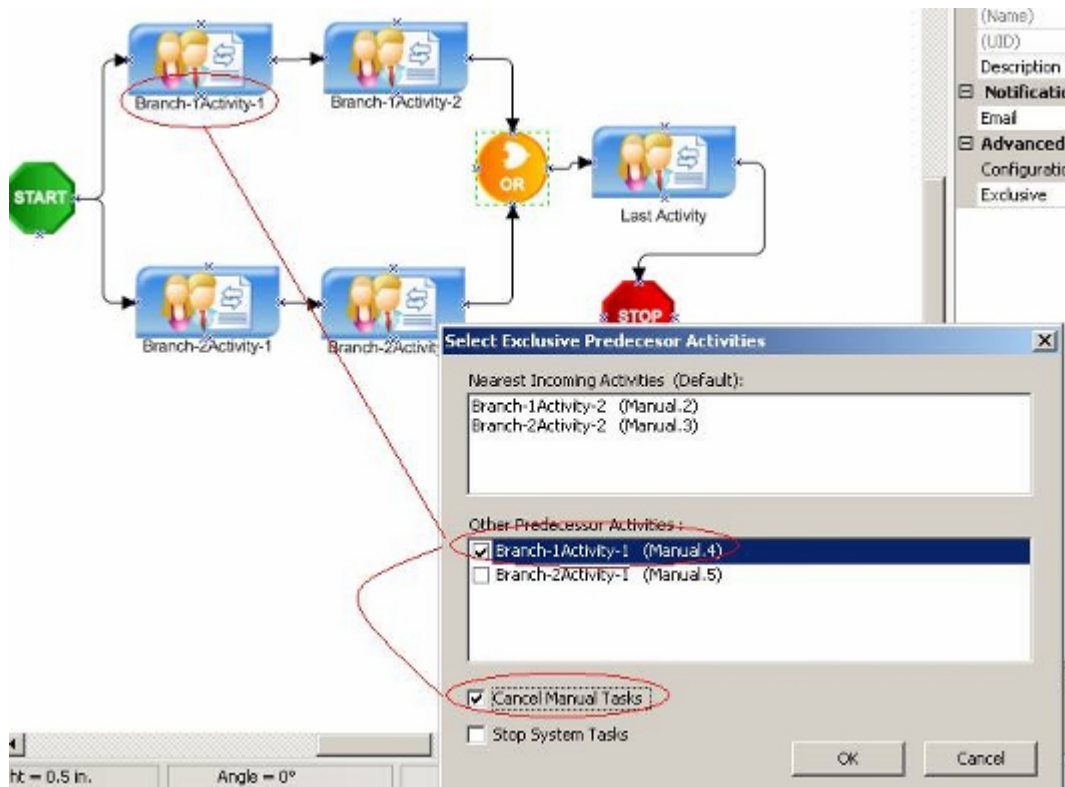 Branch-1Activity-1
Branch-1Activity-2
START
OR
Last Activity
STOP
Branch-2Activity-1
(Name)
(UID)
Description
Notificatio
Email
Advanced
Configuratio
Exclusive
Select Exclusive Predecesor Activities
Nearest Incoming Activities (Default):
Branch-1Activity-2 (Manual.2)
Branch-2Activity-2 (Manual.3)
Other Predecessor Activities :
Branch-1Activity-1 (Manual.4)
Branch-2Activity-1 (Manual.5)
Cancel Manual Tasks
Stop System Tasks
OK
Cancel
ht = 0.5 in.
Angle = 0°